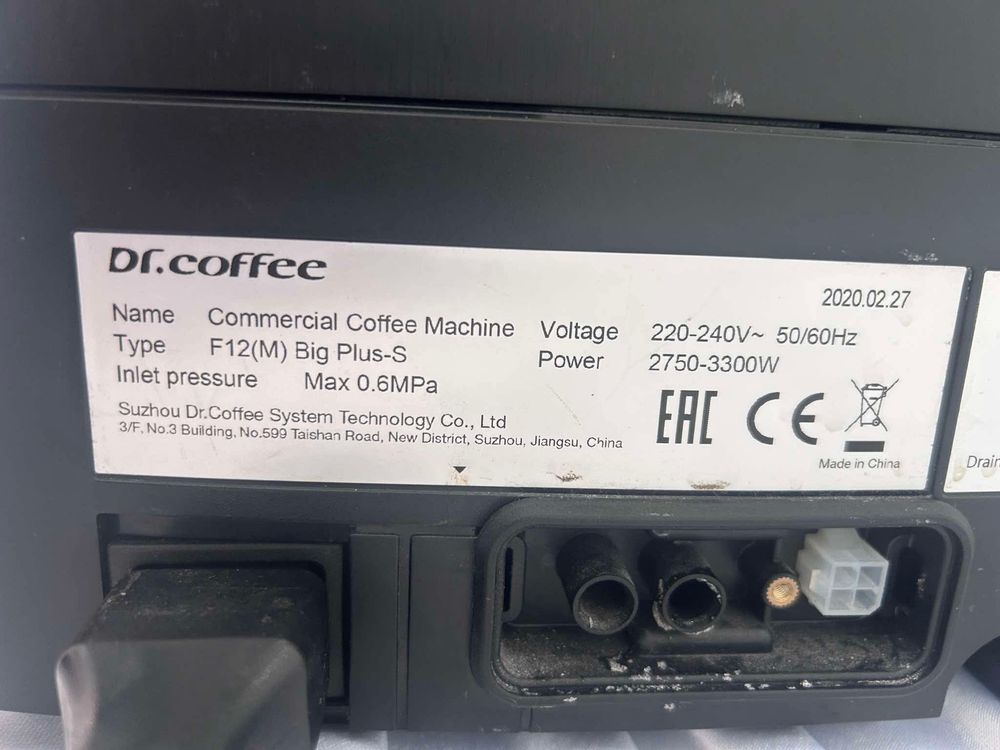 Dr.coffee
2020.02.27
Name Commercial Coffee Machine Voltage 220-240V~ 50/60Hz
Type F12(M) Big Plus-S Power 2750-3300W
Inlet pressure Max 0.6MPa
Suzhou Dr.Coffee System Technology Co., Ltd
3/F, No.3 Building, No.599 Taishan Road, New District, Suzhou, Jiangsu, China
EAC CE
Made in China
Drain